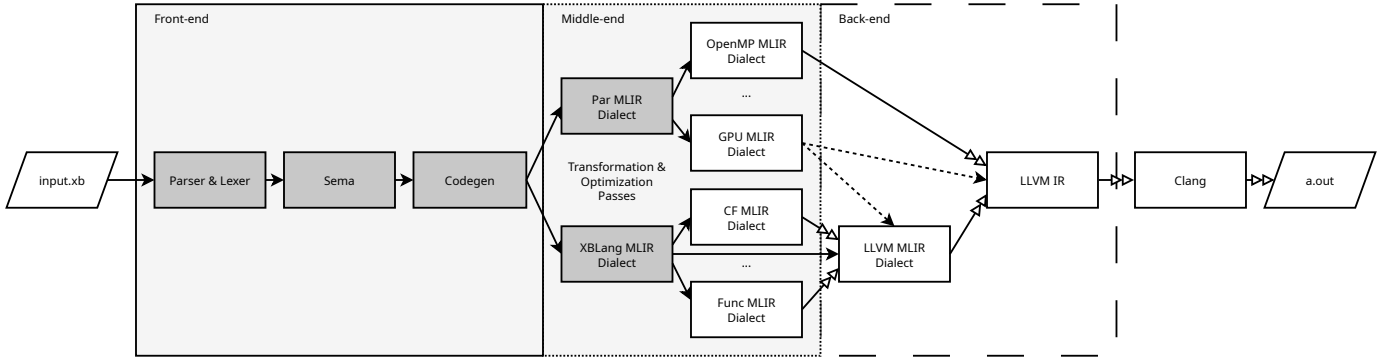 Front-end
Middle-end
Back-end
input.xb
Parser & Lexer
Sema
Codegen
Par MLIR
Dialect
Transformation &
Optimization
Passes
XBLang MLIR
Dialect
OpenMP MLIR
Dialect
...
GPU MLIR
Dialect
CF MLIR
Dialect
...
Func MLIR
Dialect
LLVM MLIR
Dialect
LLVM IR
Clang
a.out